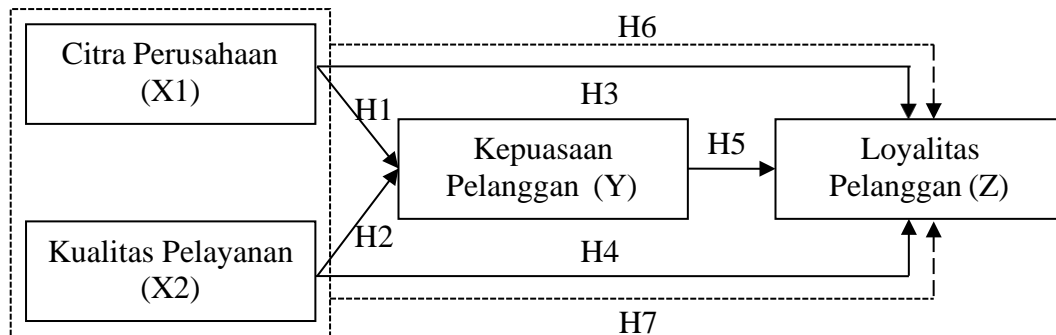 H6
Citra Perusahaan
(X1)
H3
H1
Kepuasaan
Pelanggan (Y)
H5
Loyalitas
Pelanggan (Z)
H2
Kualitas Pelayanan
(X2)
H4
H7